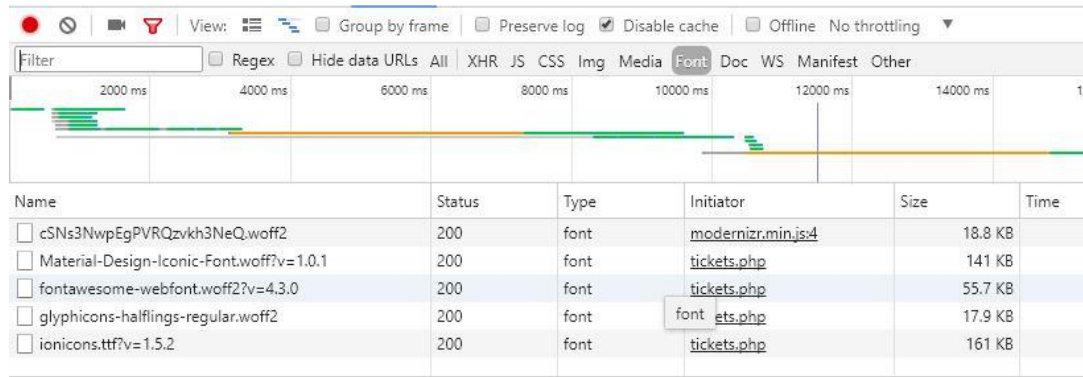 View: Group by frame Preserve log Disable cache Offline No throttling
Filter Regex Hide data URLs All XHR JS CSS Img Media Font Doc WS Manifest Other
2000 ms 4000 ms 6000 ms 8000 ms 10000 ms 12000 ms 14000 ms 1
Name Status Type Initiator Size Time
cSNs3NwpEgPVRQzvkh3NeQ.woff2 200 font modernizr.min.js:4 18.8 KB
Material-Design-Iconic-Font.woff?v=1.0.1 200 font tickets.php 141 KB
fontawesome-webfont.woff2?v=4.3.0 200 font tickets.php 55.7 KB
glyphicons-halflings-regular.woff2 200 font font ets.php 17.9 KB
ionicons.ttf?v=1.5.2 200 font tickets.php 161 KB